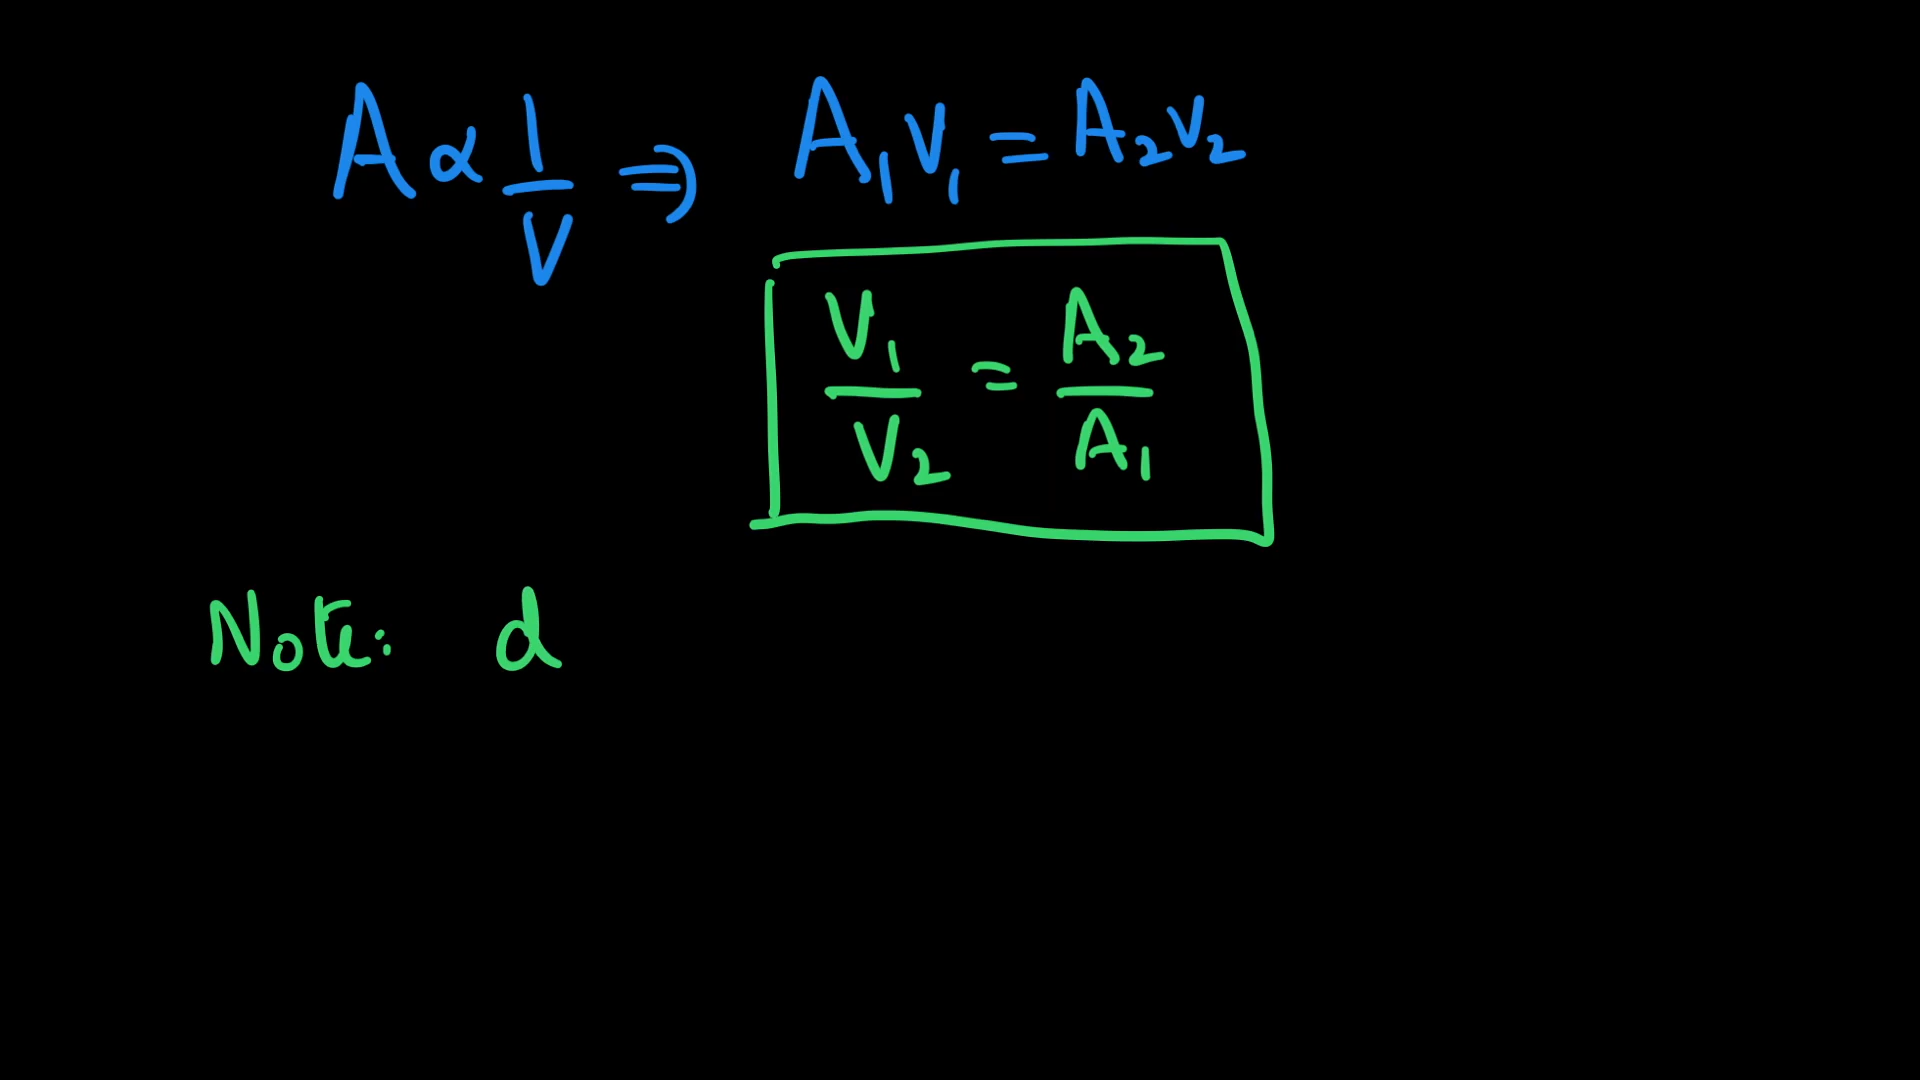 A ∝ 1/V ⇒ A₁V₁ = A₂V₂
V₁/V₂ = A₂/A₁
Note: d